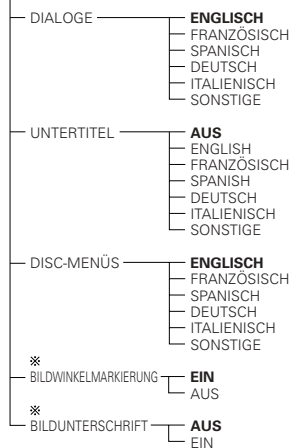 DIALOGE ENGLISCH
FRANZÖSISCH
SPANISCH
DEUTSCH
ITALIENISCH
SONSTIGE
UNTERTITEL AUS
ENGLISH
FRANZÖSISCH
SPANISH
DEUTSCH
ITALIENISCH
SONSTIGE
DISC-MENÜS ENGLISCH
FRANZÖSISCH
SPANISCH
DEUTSCH
ITALIENISCH
SONSTIGE
※
BILDWINKELMARKIERUNG EIN
AUS
※
BILDUNTERSCHRIFT AUS
EIN